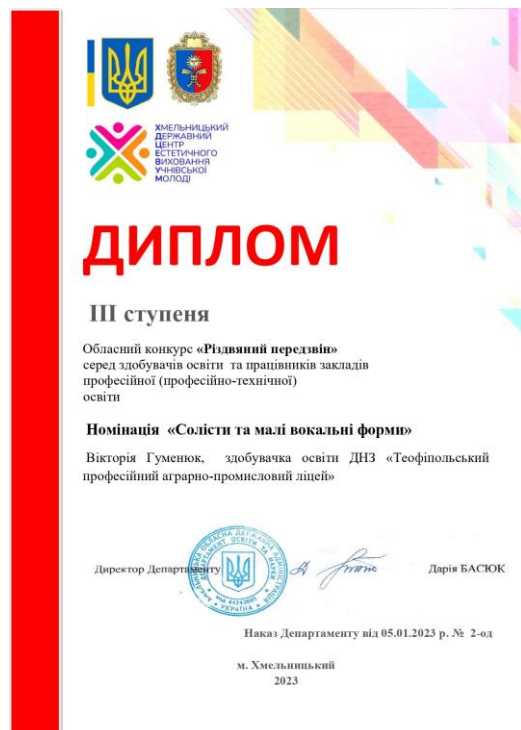 ХМЕЛЬНИЦЬКИЙ
ДЕРЖАВНИЙ
ЦЕНТР
ЕСТЕТИЧНОГО
ВИХОВАННЯ
УЧНІВСЬКОЇ
МОЛОДІ
ДИПЛОМ
III ступеня
Обласний конкурс «Різдвяний передзвін»
серед здобувачів освіти та працівників закладів
професійної (професійно-технічної)
освіти
Номінація «Солісти та малі вокальні форми»
Вікторія Гуменюк, здобувачка освіти ДНЗ «Теофіпольський
професійний аграрно-промисловий ліцей»
Директор Департаменту Дарія БАСЮК
УКРАЇНА
Наказ Департаменту від 05.01.2023 р. № 2-од
м. Хмельницький
2023